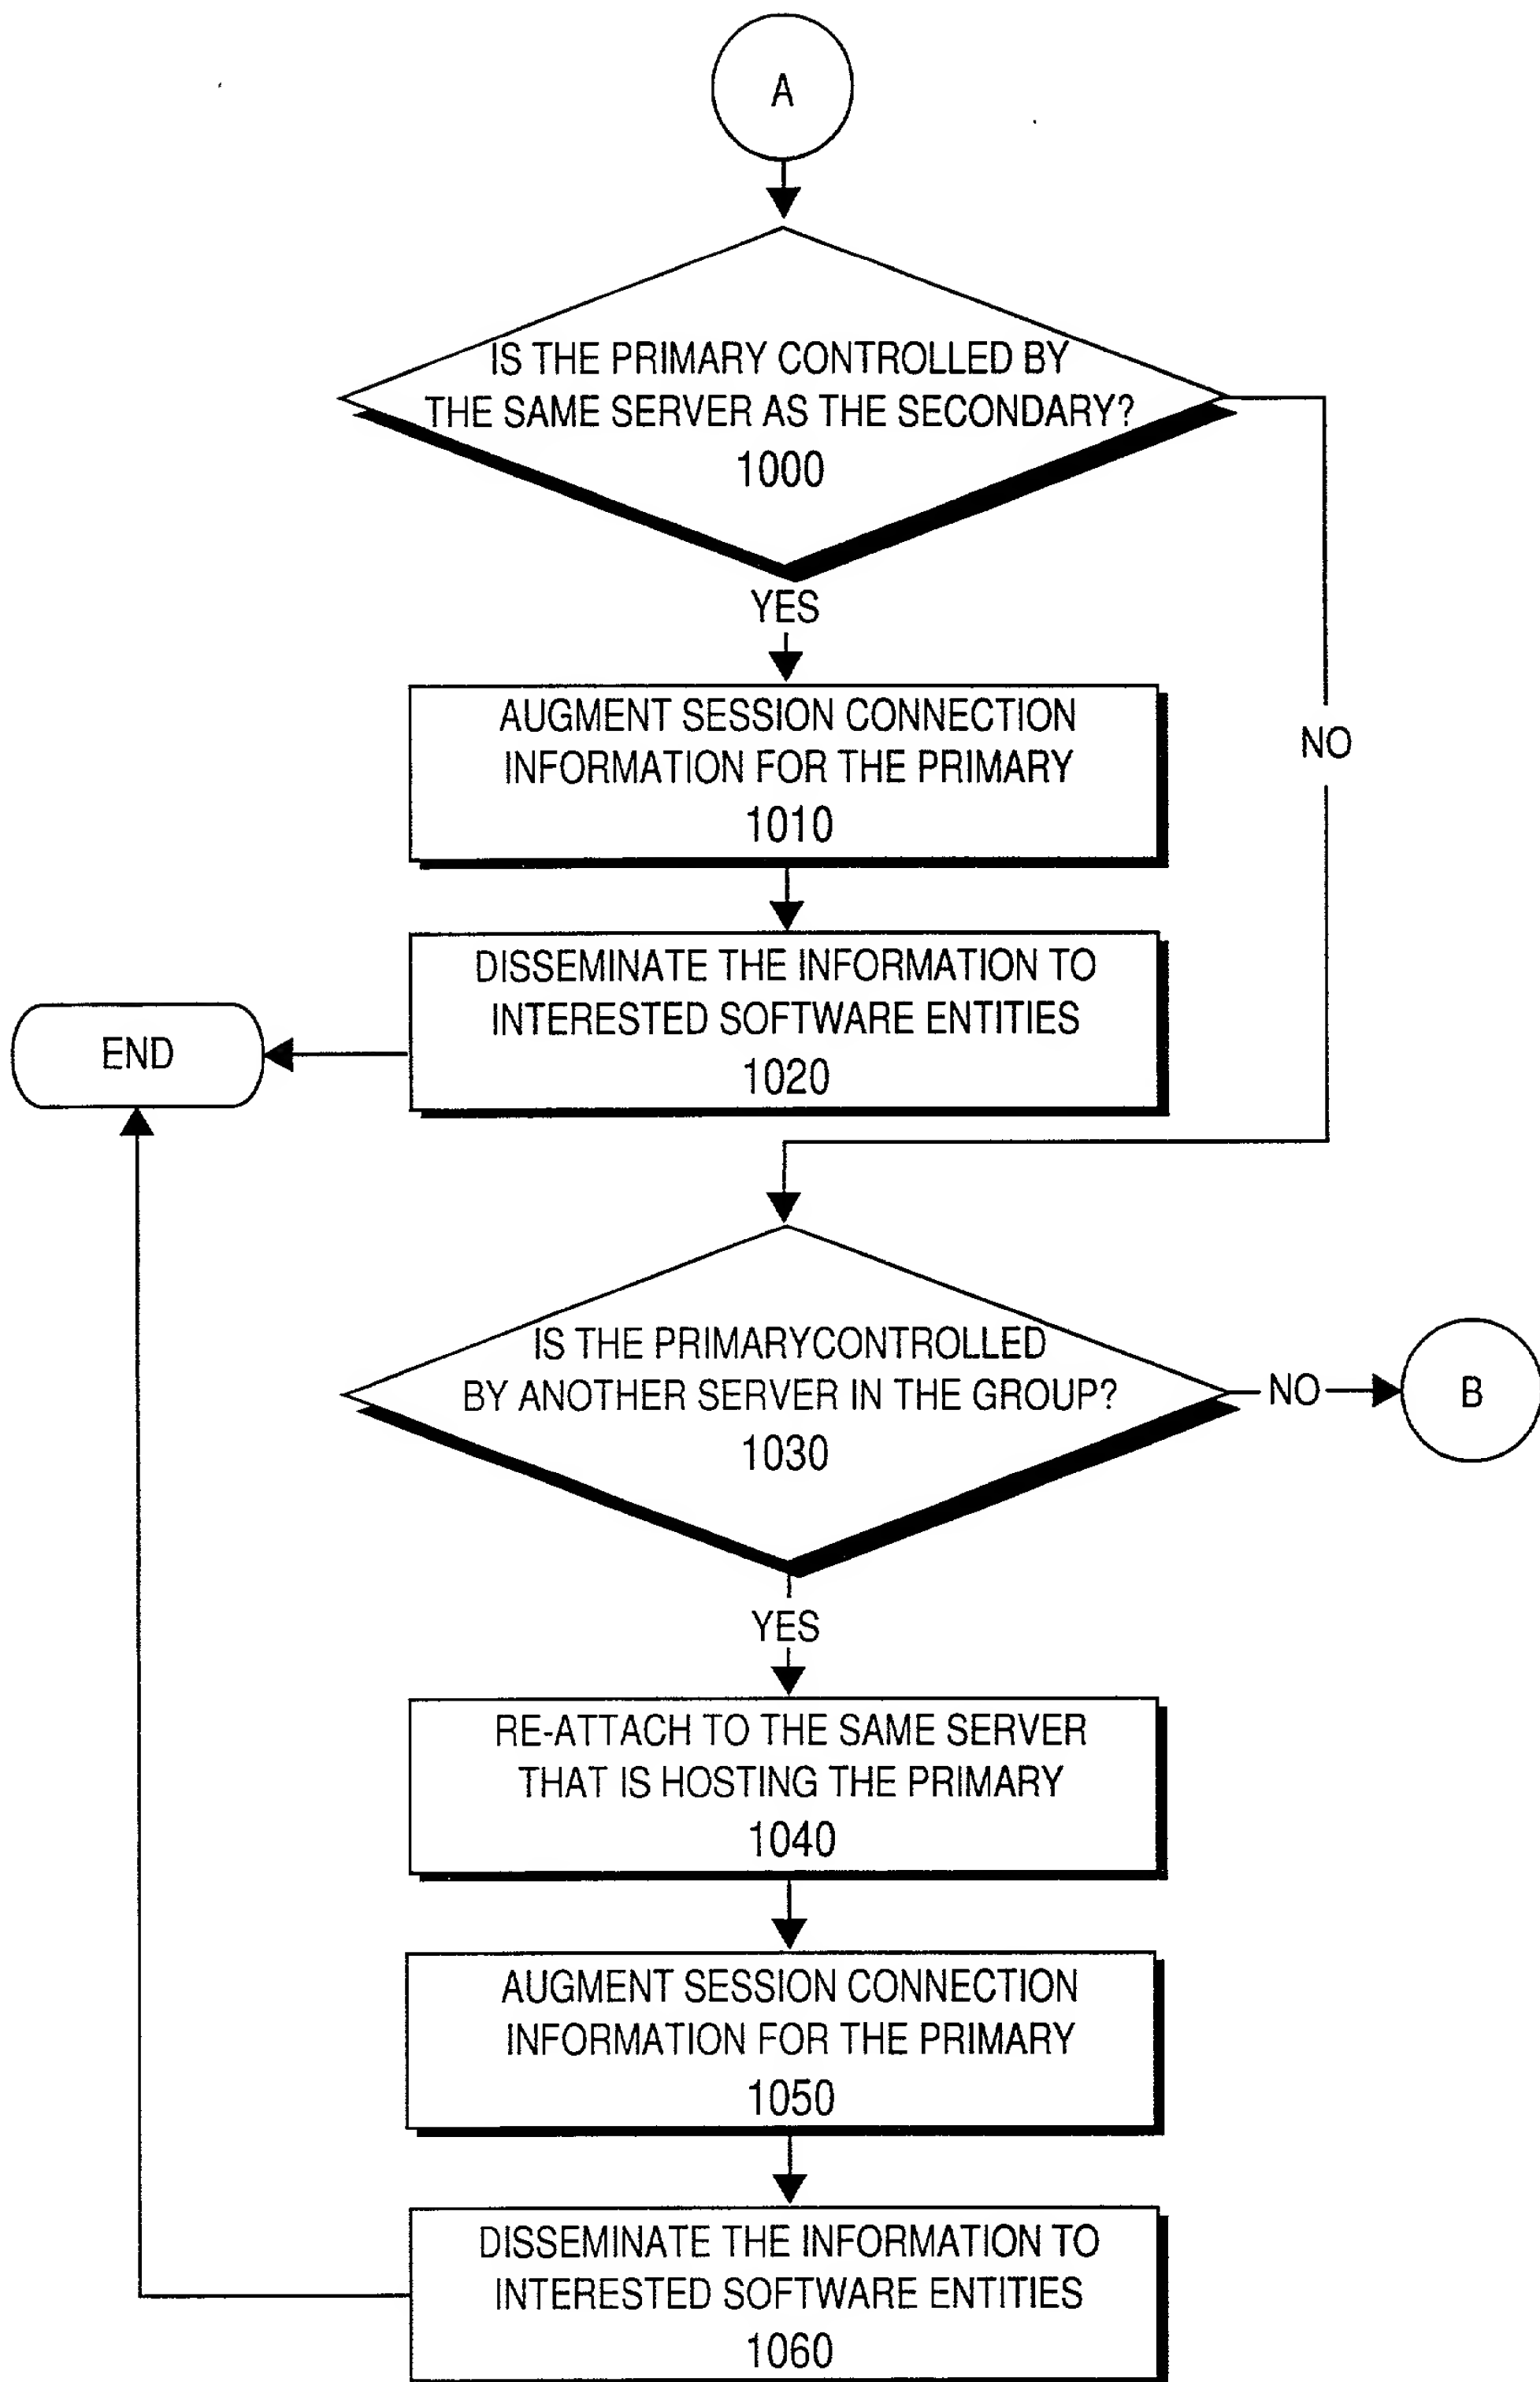 A
IS THE PRIMARY CONTROLLED BY
THE SAME SERVER AS THE SECONDARY?
1000
YES
NO
AUGMENT SESSION CONNECTION
INFORMATION FOR THE PRIMARY
1010
DISSEMINATE THE INFORMATION TO
INTERESTED SOFTWARE ENTITIES
1020
END
IS THE PRIMARYCONTROLLED
BY ANOTHER SERVER IN THE GROUP?
1030
NO
B
YES
RE-ATTACH TO THE SAME SERVER
THAT IS HOSTING THE PRIMARY
1040
AUGMENT SESSION CONNECTION
INFORMATION FOR THE PRIMARY
1050
DISSEMINATE THE INFORMATION TO
INTERESTED SOFTWARE ENTITIES
1060